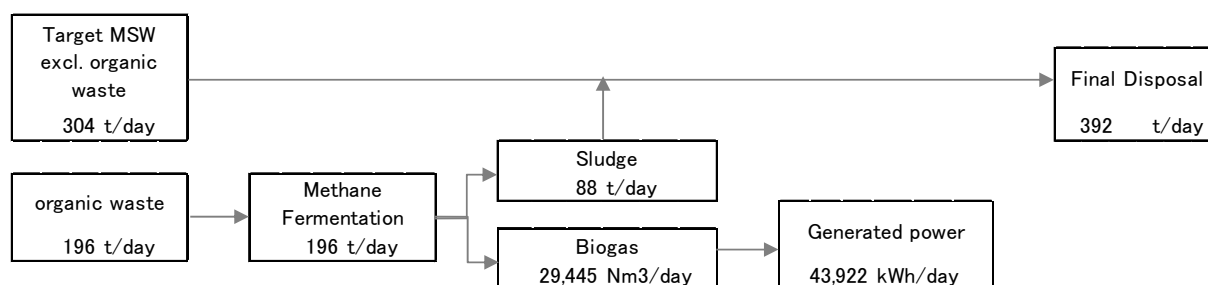 Target MSW
excl. organic
waste
304 t/day
Final Disposal
392 t/day
Sludge
88 t/day
organic waste
196 t/day
Methane
Fermentation
196 t/day
Biogas
29,445 Nm3/day
Generated power
43,922 kWh/day